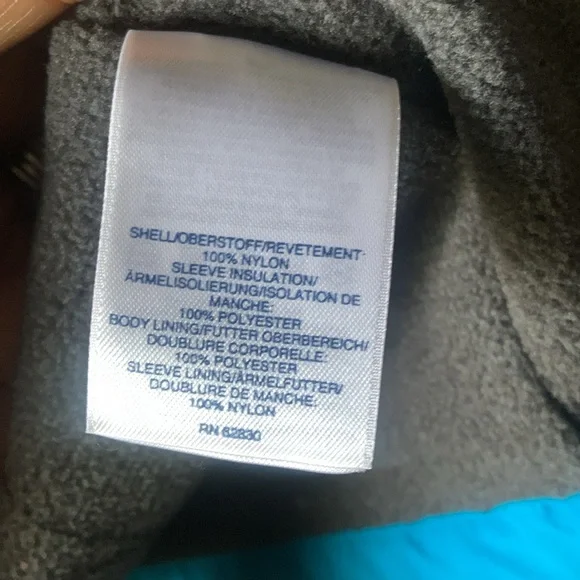 SHELL/OBERSTOFF/REVETEMENT:
100% NYLON
SLEEVE INSULATION/
ÄRMELISOLIERUNG/ISOLATION DE
MANCHE:
100% POLYESTER
BODY LINING/FUTTER OBERBEREICH/
DOUBLURE CORPORELLE:
100% POLYESTER
SLEEVE LINING/ÄRMELFUTTER/
DOUBLURE DE MANCHE:
100% NYLON
RN 62830